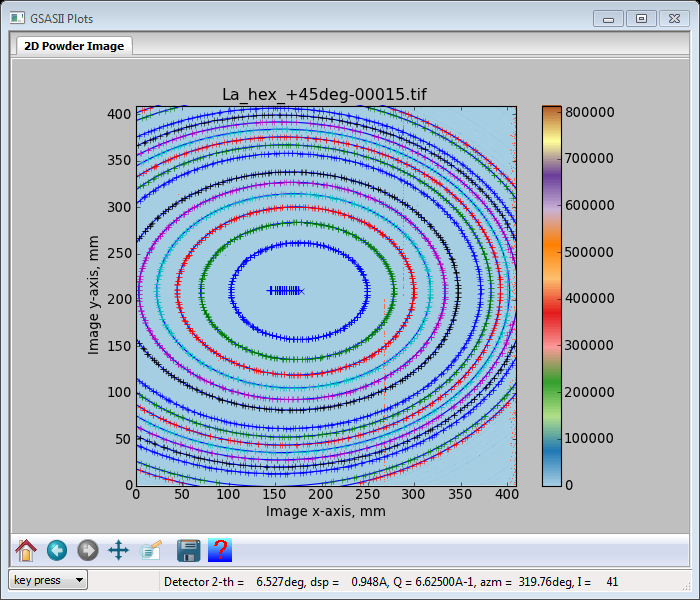 GSASII Plots
2D Powder Image
La_hex_+45deg-00015.tif
400
350
300
250
200
150
100
50
0
Image y-axis, mm
0 50 100 150 200 250 300 350 400
Image x-axis, mm
800000
700000
600000
500000
400000
300000
200000
100000
0
?
key press
Detector 2-th = 6.527deg, dsp = 0.948A, Q = 6.62500A-1, azm = 319.76deg, I = 41